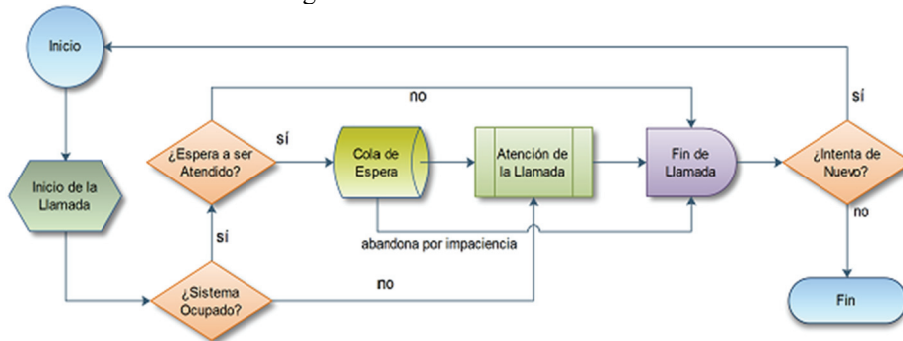 Inicio
Inicio de la
Llamada
¿Sistema
Ocupado?
sí
no
¿Espera a ser
Atendido?
sí
no
Cola de
Espera
abandona por impaciencia
Atención de
la Llamada
Fin de
Llamada
¿Intenta de
Nuevo?
sí
no
Fin